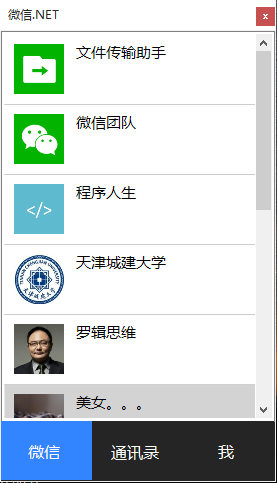 微信.NET
x
文件传输助手
微信团队
</>
程序人生
天津城建大学
罗辑思维
美女。。。
微信
通讯录
我